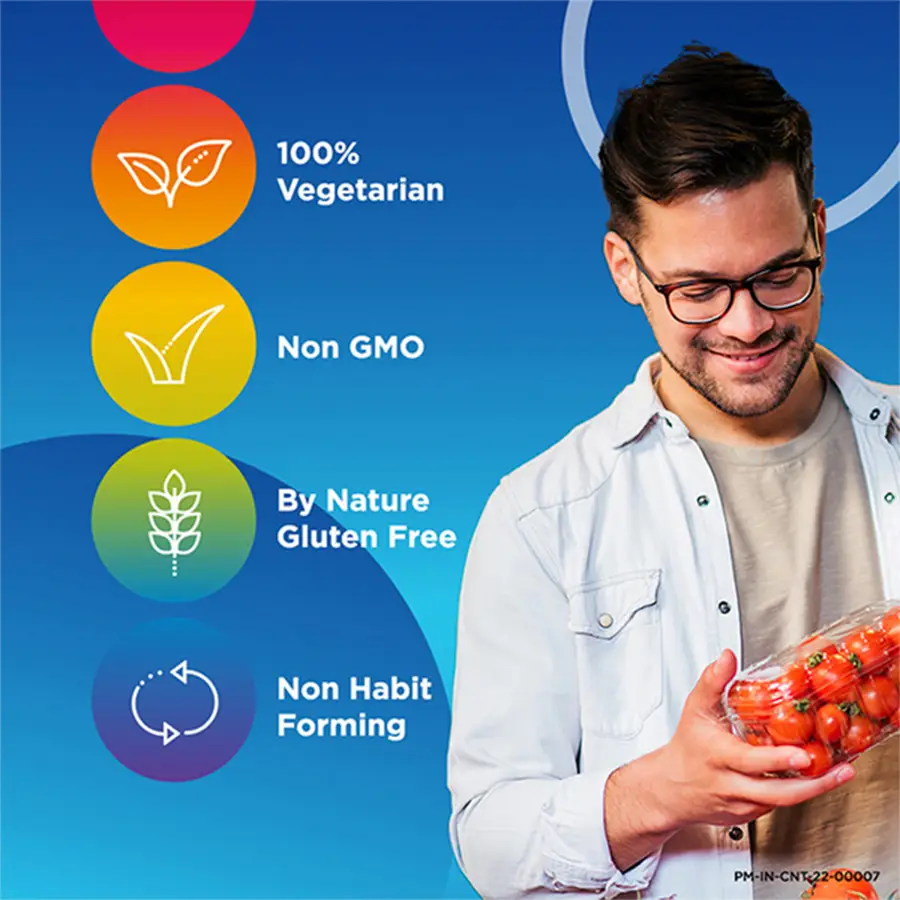 100%
Vegetarian
Non GMO
By Nature
Gluten Free
Non Habit
Forming
PM-IN-CNT-22-00007